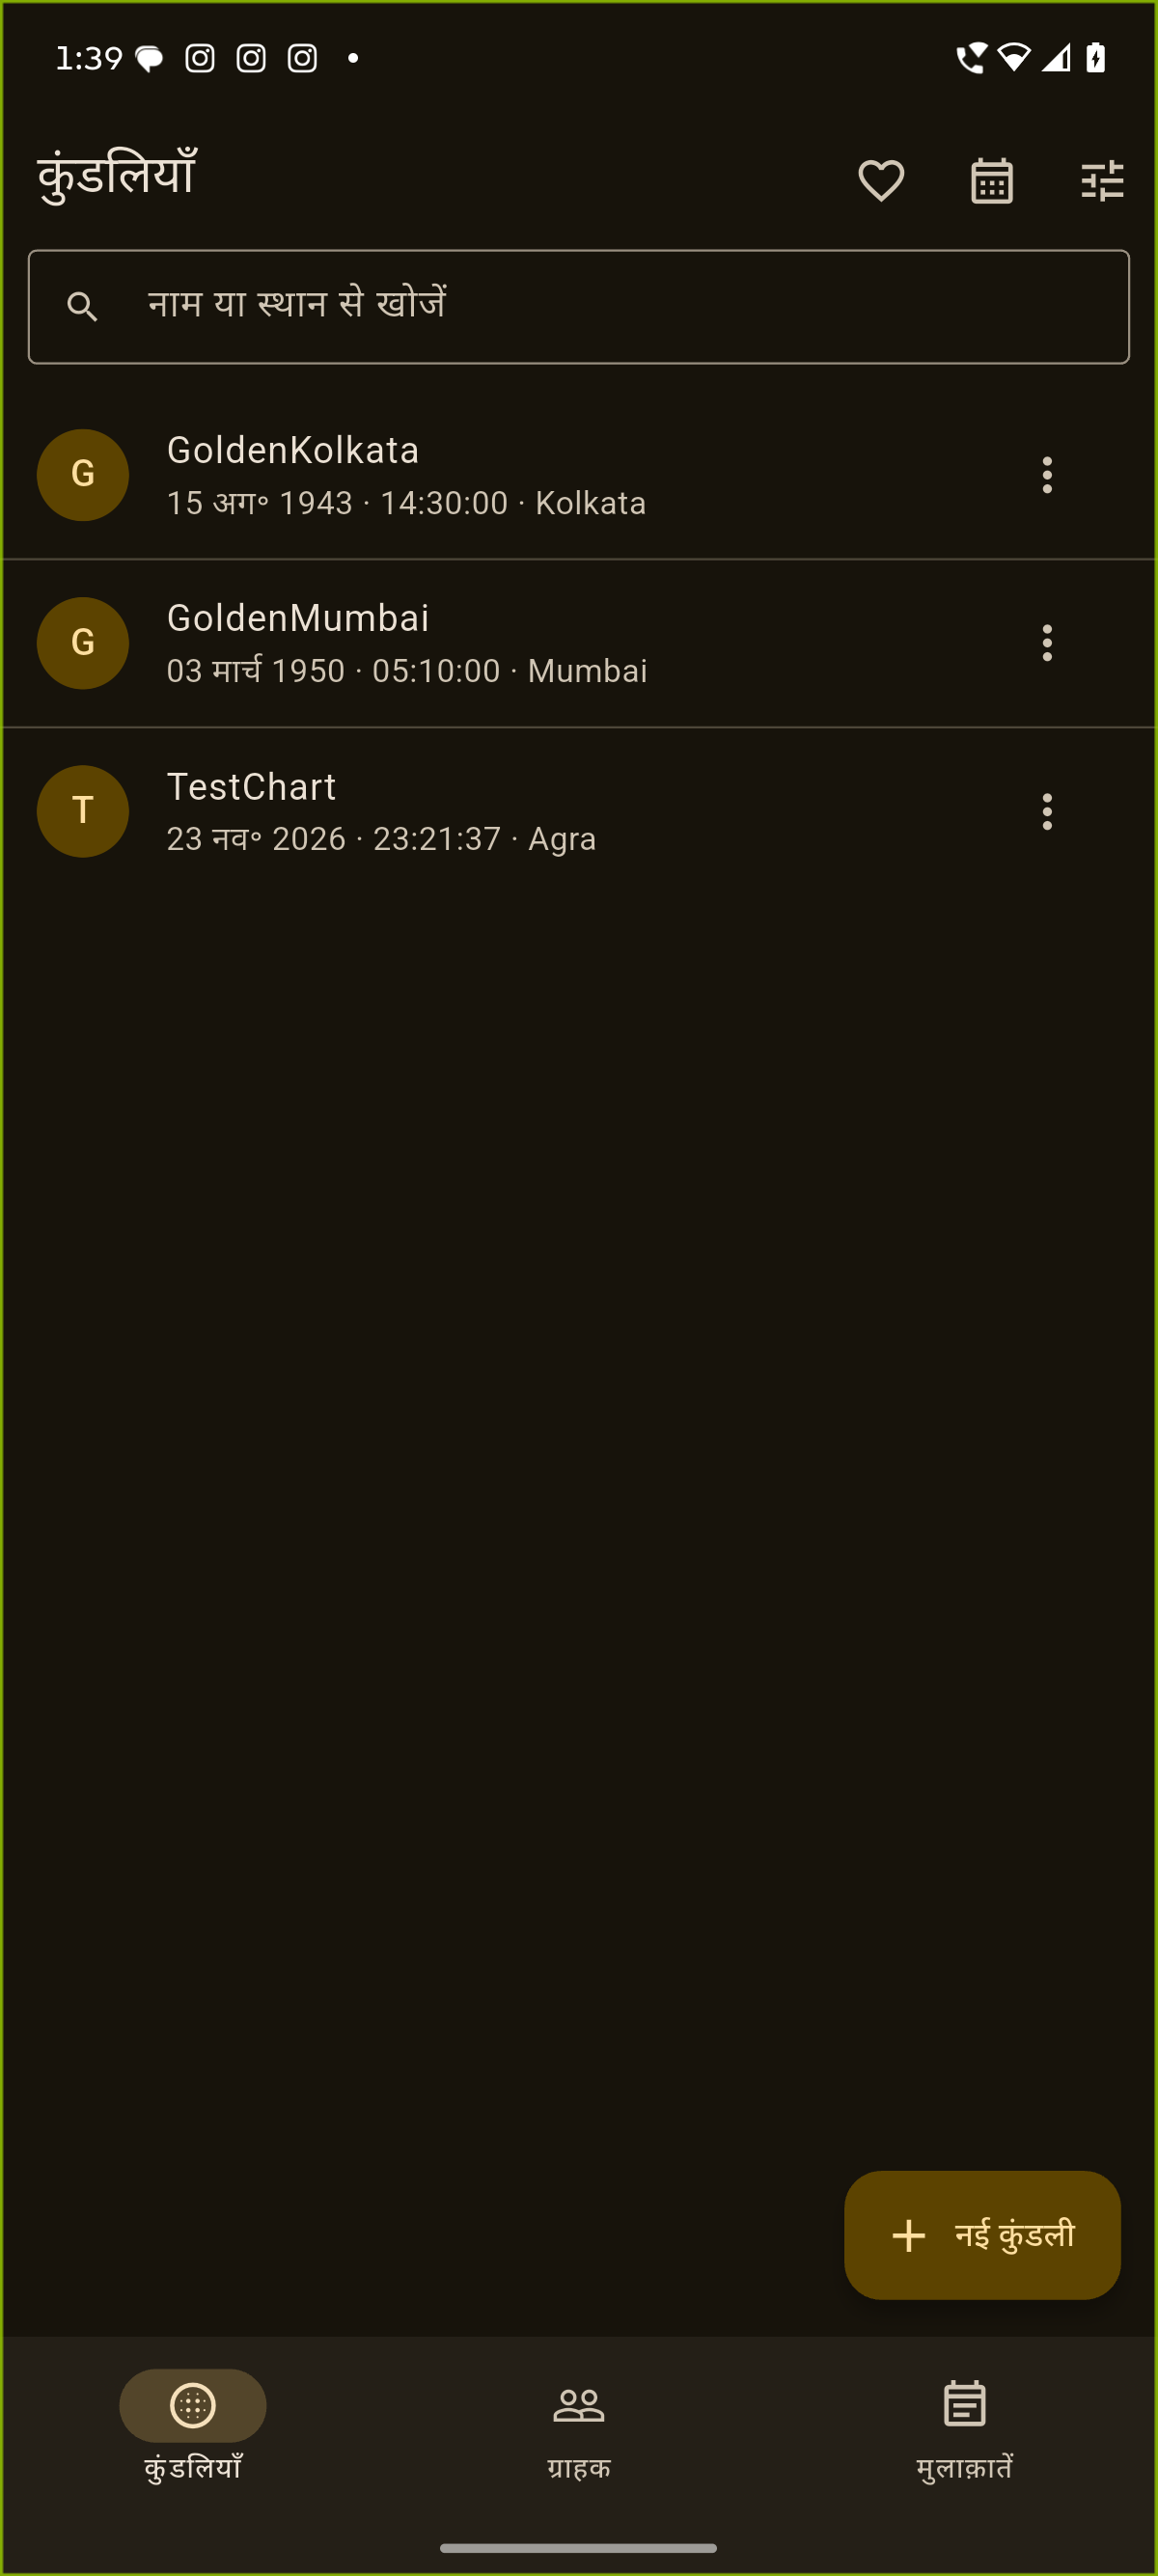 1:39
कुंडलियाँ
नाम या स्थान से खोजें
G
GoldenKolkata
15 अग॰ 1943 · 14:30:00 · Kolkata
G
GoldenMumbai
03 मार्च 1950 · 05:10:00 · Mumbai
T
TestChart
23 नव॰ 2026 · 23:21:37 · Agra
+ नई कुंडली
कुंडलियाँ
ग्राहक
मुलाक़ातें